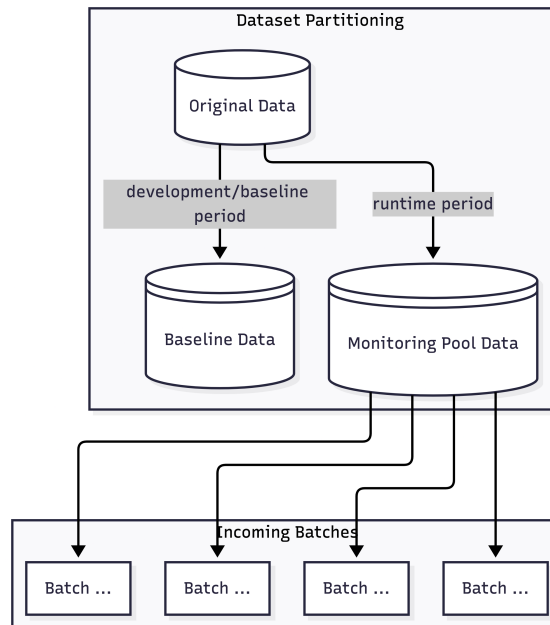 Dataset Partitioning
Original Data
development/baseline
period
runtime period
Baseline Data
Monitoring Pool Data
Incoming Batches
Batch ...
Batch ...
Batch ...
Batch ...